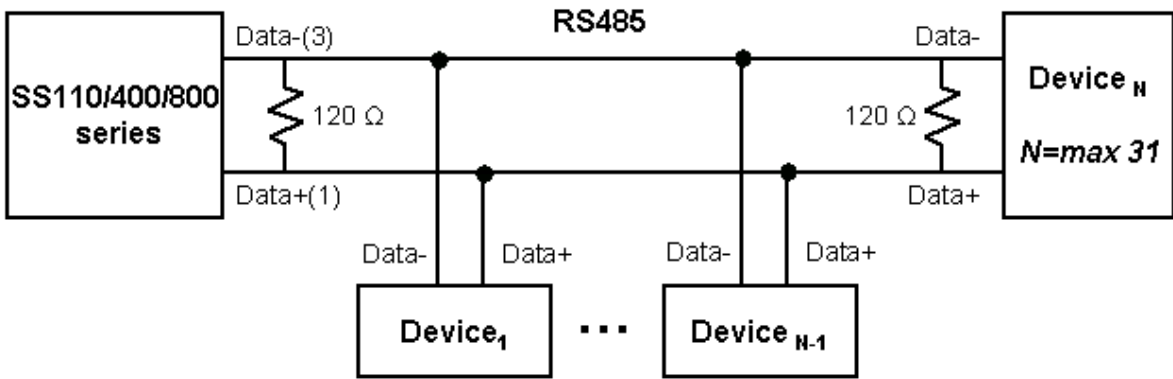 RS485
Data-(3)
Data-
SS110/400/800
series
120 Ω
120 Ω
Device N
N=max 31
Data+(1)
Data+
Data-
Data+
Data-
Data+
Device1
...
Device N-1